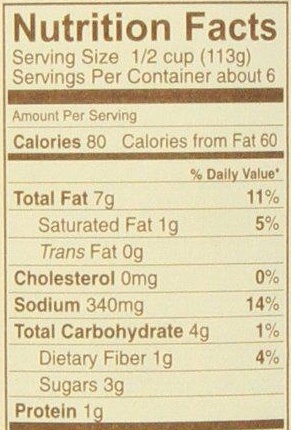 Nutrition Facts
Serving Size 1/2 cup (113g)
Servings Per Container about 6
Amount Per Serving
Calories 80 Calories from Fat 60
% Daily Value*
Total Fat 7g 11%
Saturated Fat 1g 5%
Trans Fat 0g
Cholesterol 0mg 0%
Sodium 340mg 14%
Total Carbohydrate 4g 1%
Dietary Fiber 1g 4%
Sugars 3g
Protein 1g